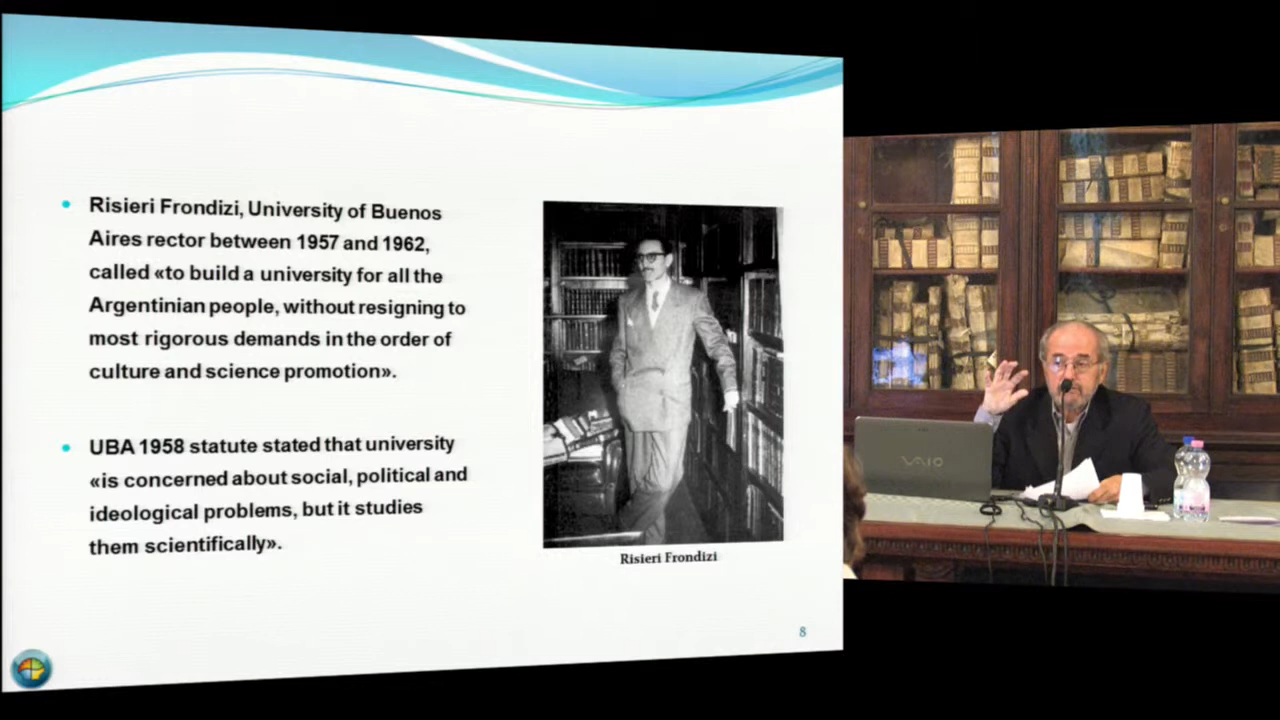 Risieri Frondizi, University of Buenos
Aires rector between 1957 and 1962,
called «to build a university for all the
Argentinian people, without resigning to
most rigorous demands in the order of
culture and science promotion».
UBA 1958 statute stated that university
«is concerned about social, political and
ideological problems, but it studies
them scientifically».
Risieri Frondizi
8
VAIO